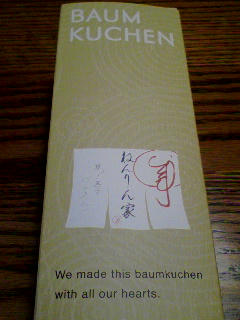 BAUM
KUCHEN
ねんりん家
We made this baumkuchen
with all our hearts.